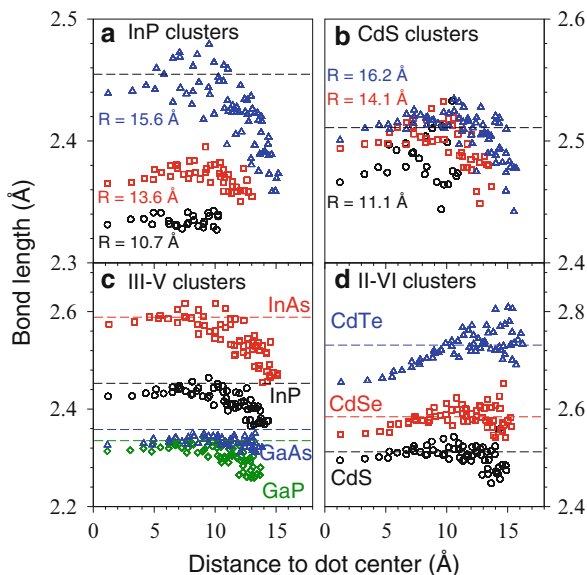 a InP clusters
2.5
2.4
2.3
R = 15.6 Å
R = 13.6 Å
R = 10.7 Å
b CdS clusters
2.6
2.5
2.4
R = 16.2 Å
R = 14.1 Å
R = 11.1 Å
Bond length (Å)
c III-V clusters
2.6
2.4
2.2
InAs
InP
GaAs
GaP
0 5 10 15
d II-VI clusters
2.8
2.6
2.4
CdTe
CdSe
CdS
0 5 10 15
Distance to dot center (Å)